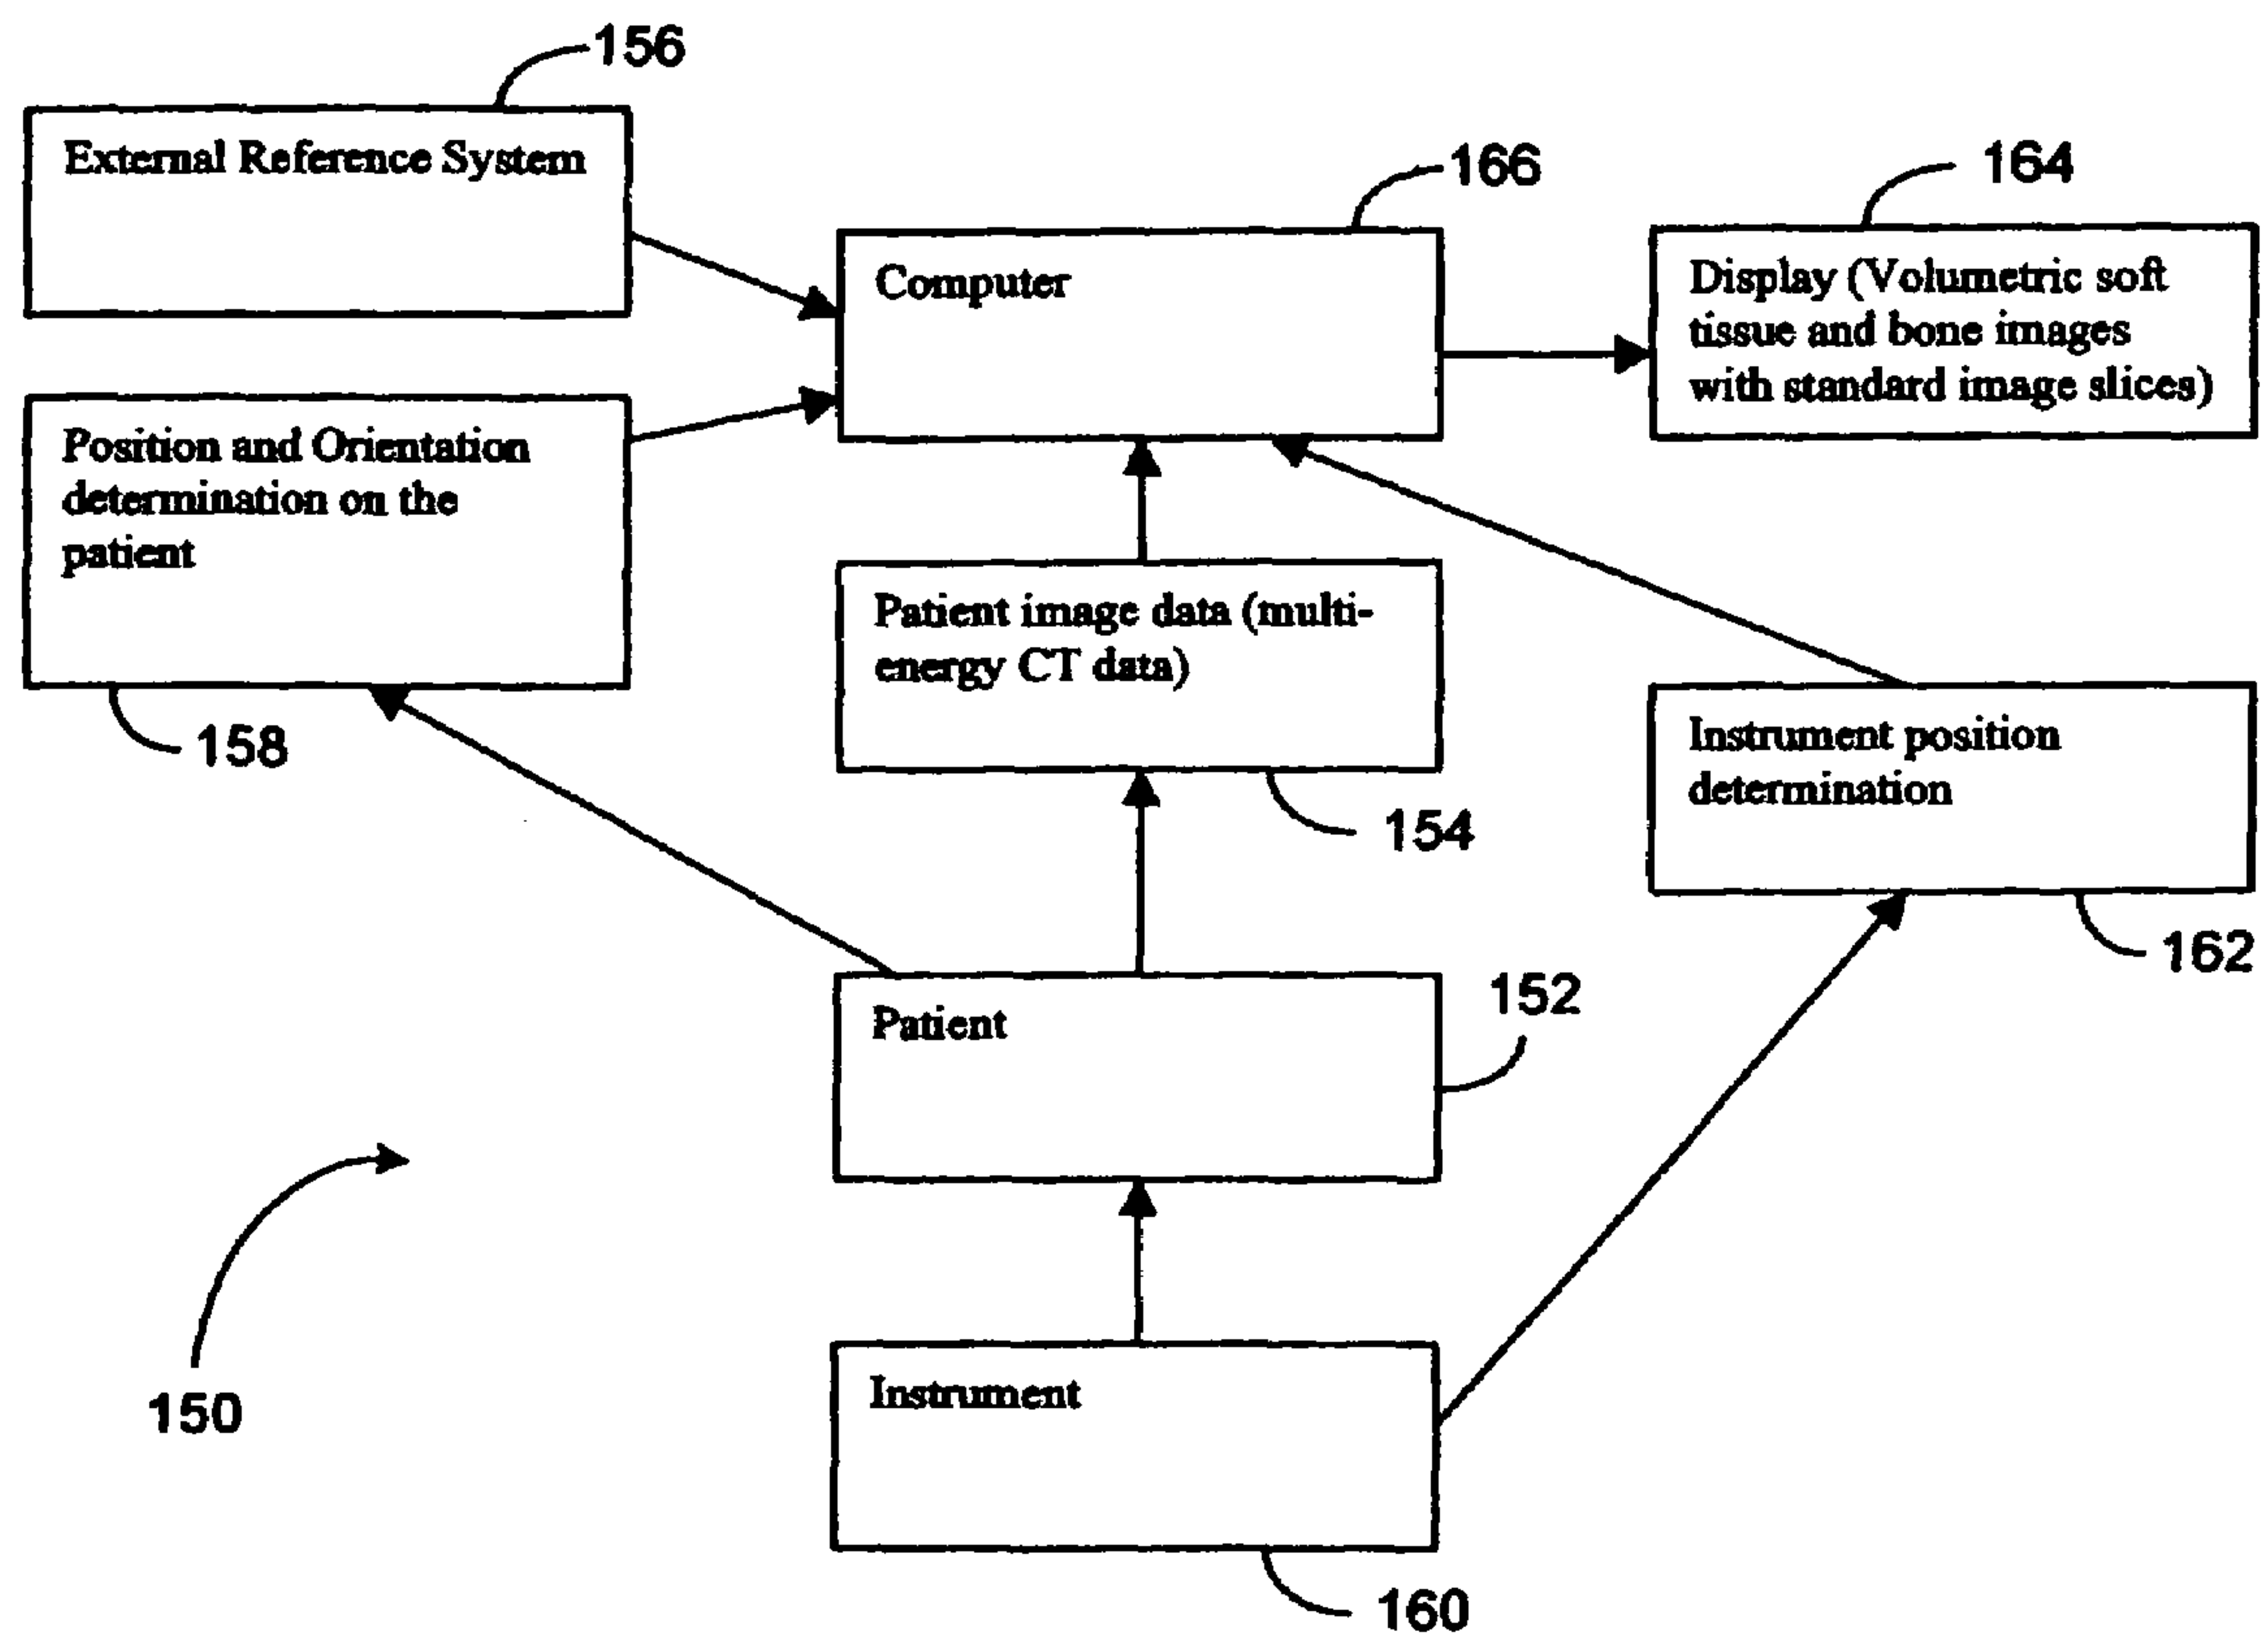 156
External Reference System
166
Computer
164
Display (Volumetric soft
tissue and bone images
with standard image slices)
Position and Orientation
determination on the
patient
158
Patient image data (multi-
energy CT data)
154
Instrument position
determination
162
Patient
152
150
Instrument
160